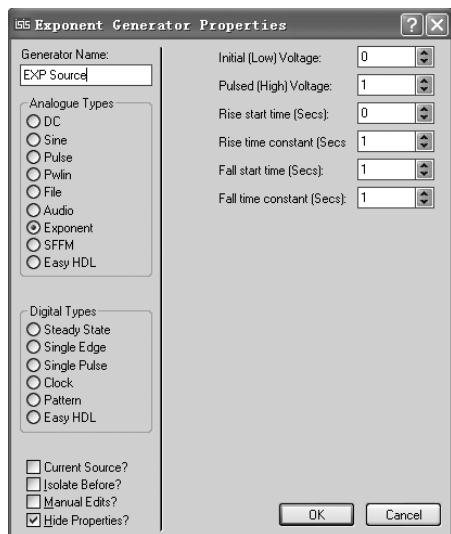 ISIS Exponent Generator Properties
Generator Name:
EXP Source
Analogue Types
DC
Sine
Pulse
Pwlin
File
Audio
Exponent
SFFM
Easy HDL
Digital Types
Steady State
Single Edge
Single Pulse
Clock
Pattern
Easy HDL
Current Source?
Isolate Before?
Manual Edits?
Hide Properties?
Initial (Low) Voltage: 0
Pulsed (High) Voltage: 1
Rise start time (Secs): 0
Rise time constant (Secs 1
Fall start time (Secs): 1
Fall time constant (Secs): 1
OK Cancel